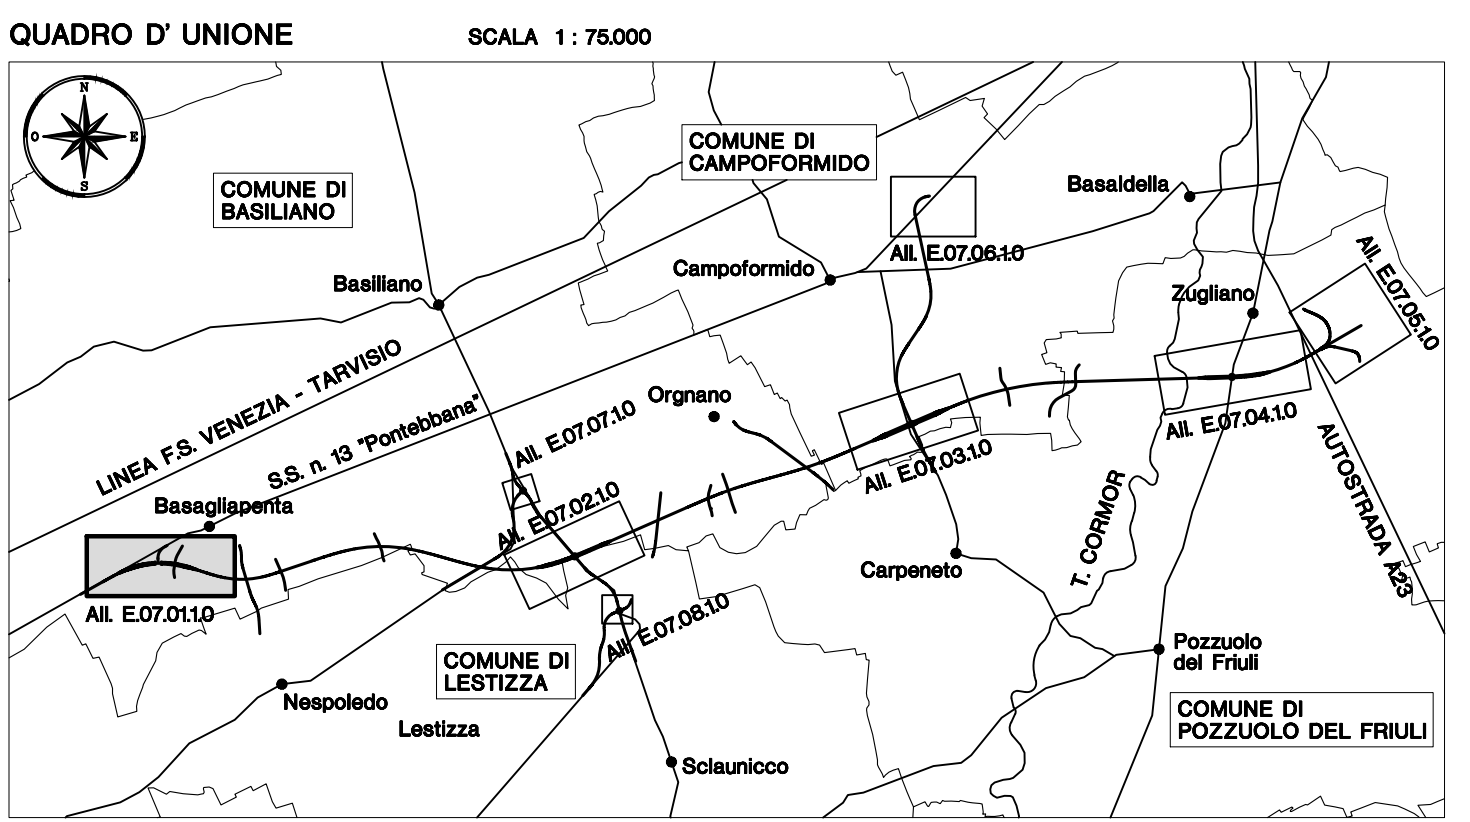 QUADRO D' UNIONE
SCALA 1 : 75.000
N
O
E
S
COMUNE DI
BASILIANO
COMUNE DI
CAMPOFORMIDO
Basaldella
All. E.07.06.1.0
All. E.07.05.1.0
Campoformido
Basiliano
Zugliano
LINEA F.S. VENEZIA - TARVISIO
S.S. n. 13 "Pontebbana"
Orgnano
All. E.07.07.1.0
All. E.07.04.1.0
All. E.07.03.1.0
AUTOSTRADA A23
Basagliapenta
All. E.07.02.1.0
T. CORMOR
Carpeneto
All. E.07.01.1.0
All. E.07.08.1.0
Pozzuolo
del Friuli
COMUNE DI
LESTIZZA
Nespoledo
Lestizza
COMUNE DI
POZZUOLO DEL FRIULI
Sclaunicco